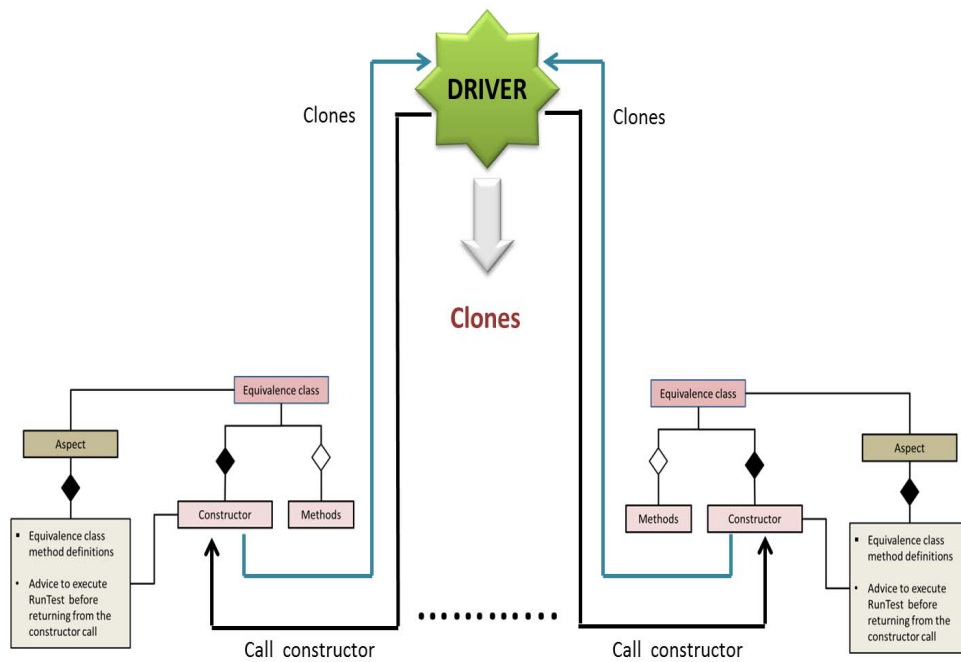 DRIVER
Clones
Clones
Clones
Equivalence class
Aspect
Constructor
Methods
▪ Equivalence class
method definitions
• Advice to execute
RunTest before
returning from the
constructor call
Call constructor
Equivalence class
Aspect
Methods
Constructor
▪ Equivalence class
method definitions
• Advice to execute
RunTest before
returning from the
constructor call
Call constructor